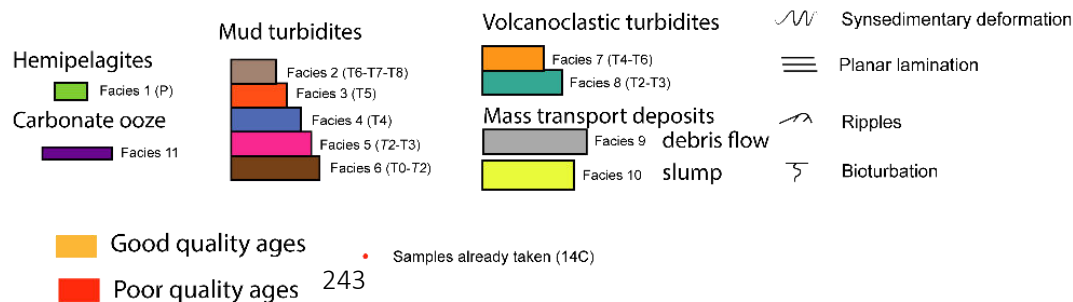 Hemipelagites
Facies 1 (P)
Carbonate ooze
Facies 11
Mud turbidites
Facies 2 (T6-T7-T8)
Facies 3 (T5)
Facies 4 (T4)
Facies 5 (T2-T3)
Facies 6 (T0-T2)
Volcanoclastic turbidites
Facies 7 (T4-T6)
Facies 8 (T2-T3)
Mass transport deposits
Facies 9 debris flow
Facies 10 slump
Synsedimentary deformation
Planar lamination
Ripples
Bioturbation
Good quality ages
Poor quality ages
243
Samples already taken (14C)